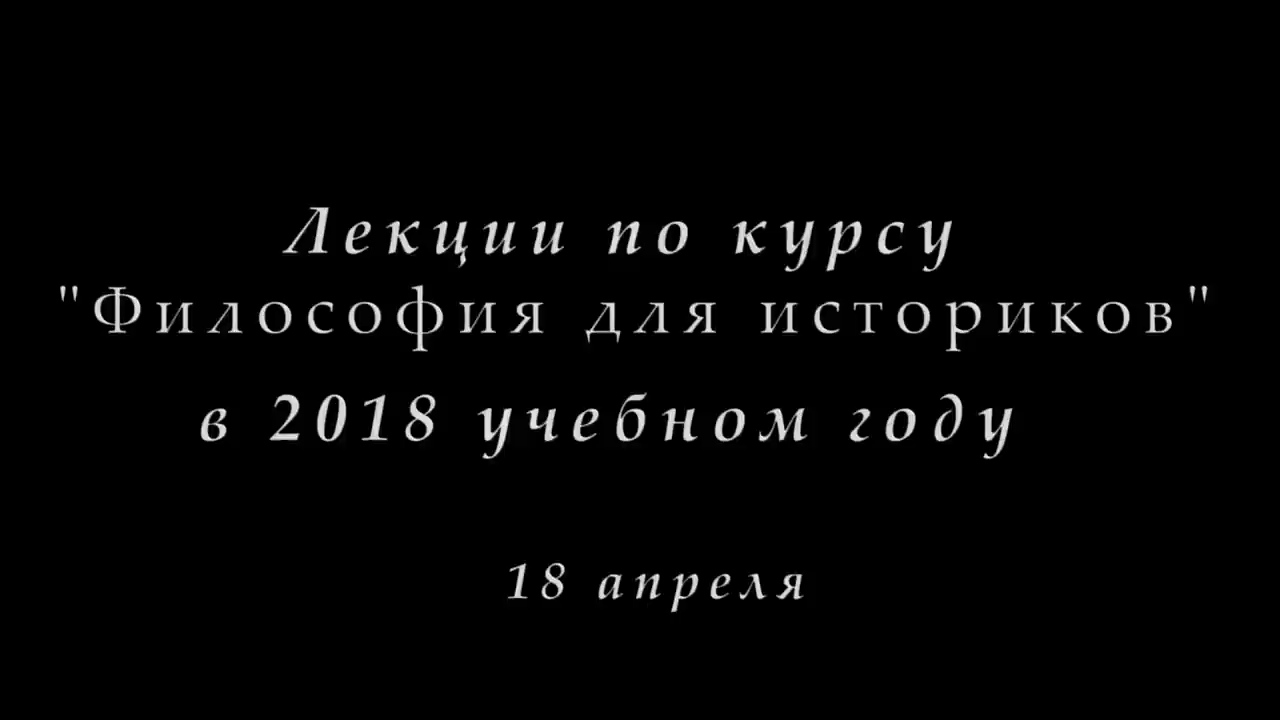 Лекции по курсу
"Философия для историков"
в 2018 учебном году
18 апреля